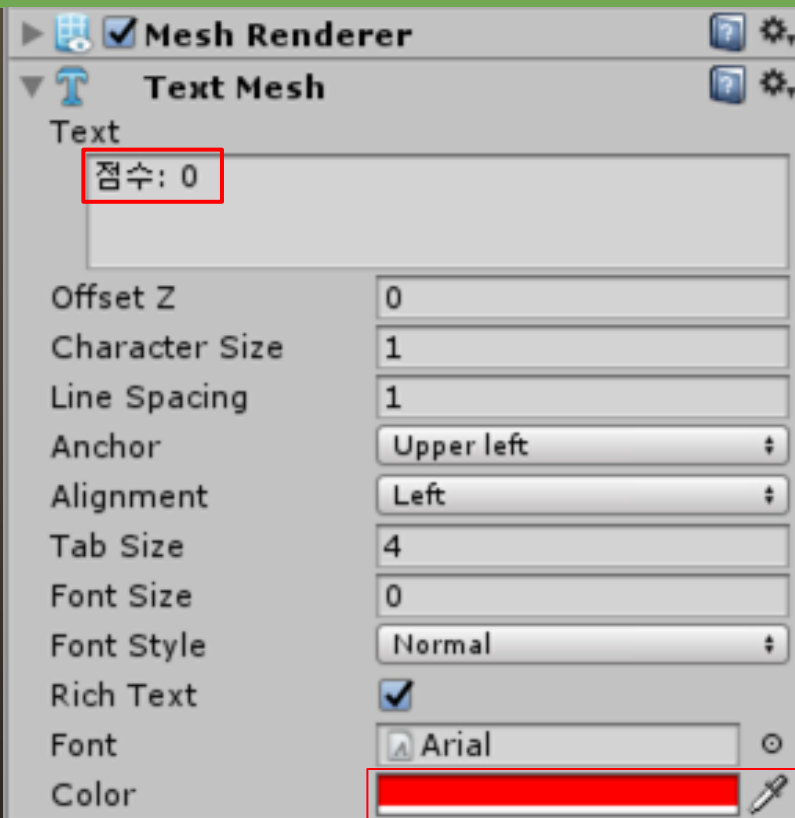 Mesh Renderer
Text Mesh
Text
점수: 0
Offset Z 0
Character Size 1
Line Spacing 1
Anchor Upper left
Alignment Left
Tab Size 4
Font Size 0
Font Style Normal
Rich Text
Font Arial
Color